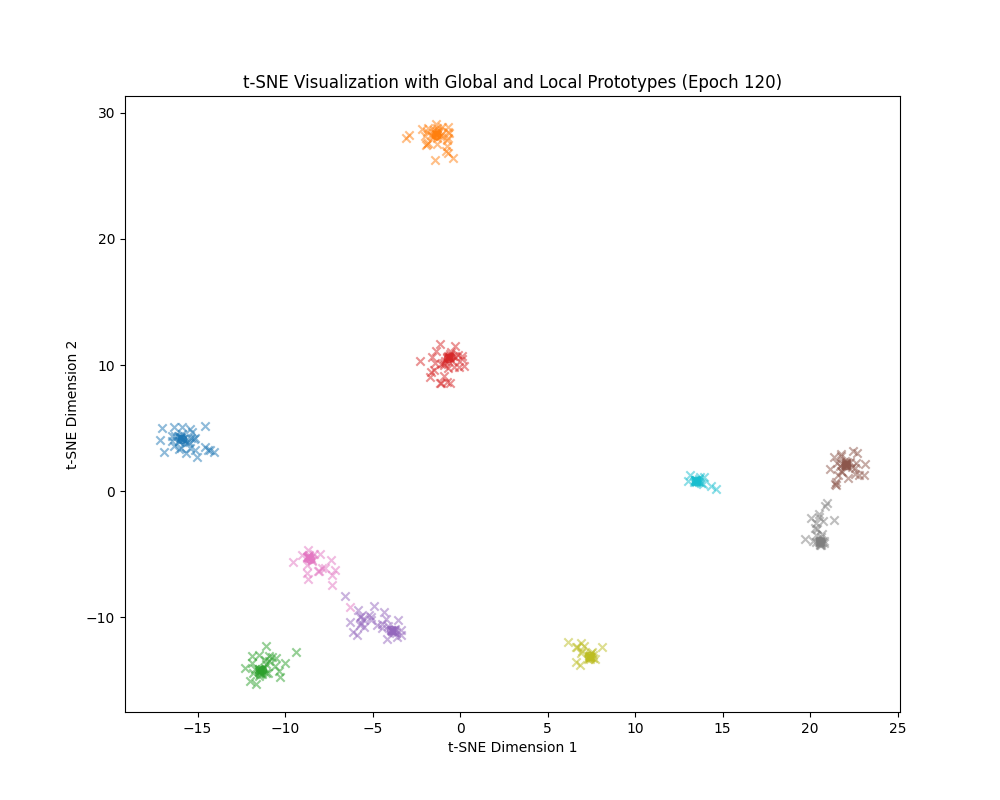 t-SNE Visualization with Global and Local Prototypes (Epoch 120)
30
20
10
0
−10
t-SNE Dimension 2
−15 −10 −5 0 5 10 15 20 25
t-SNE Dimension 1